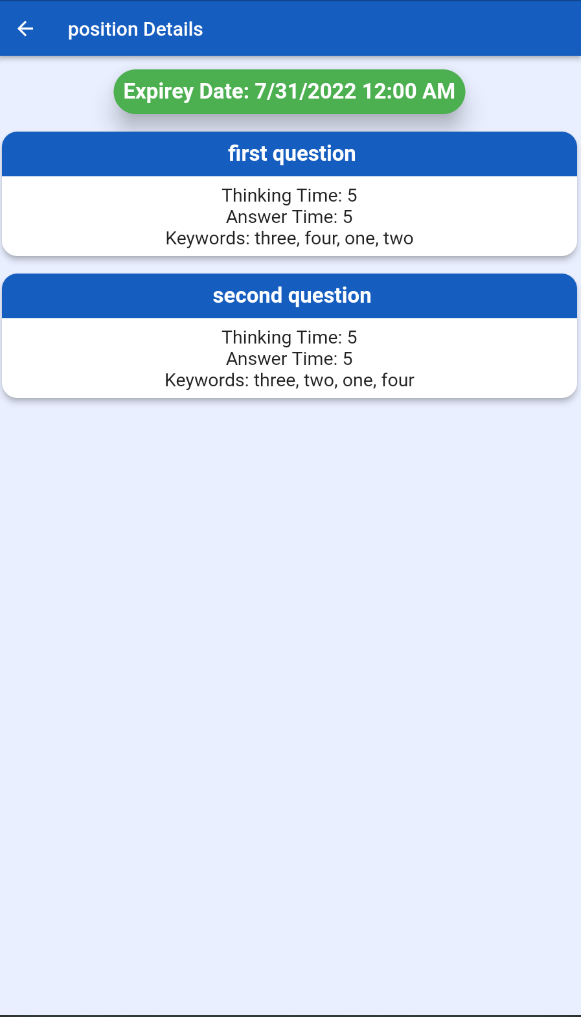 position Details
Expirey Date: 7/31/2022 12:00 AM
first question
Thinking Time: 5
Answer Time: 5
Keywords: three, four, one, two
second question
Thinking Time: 5
Answer Time: 5
Keywords: three, two, one, four